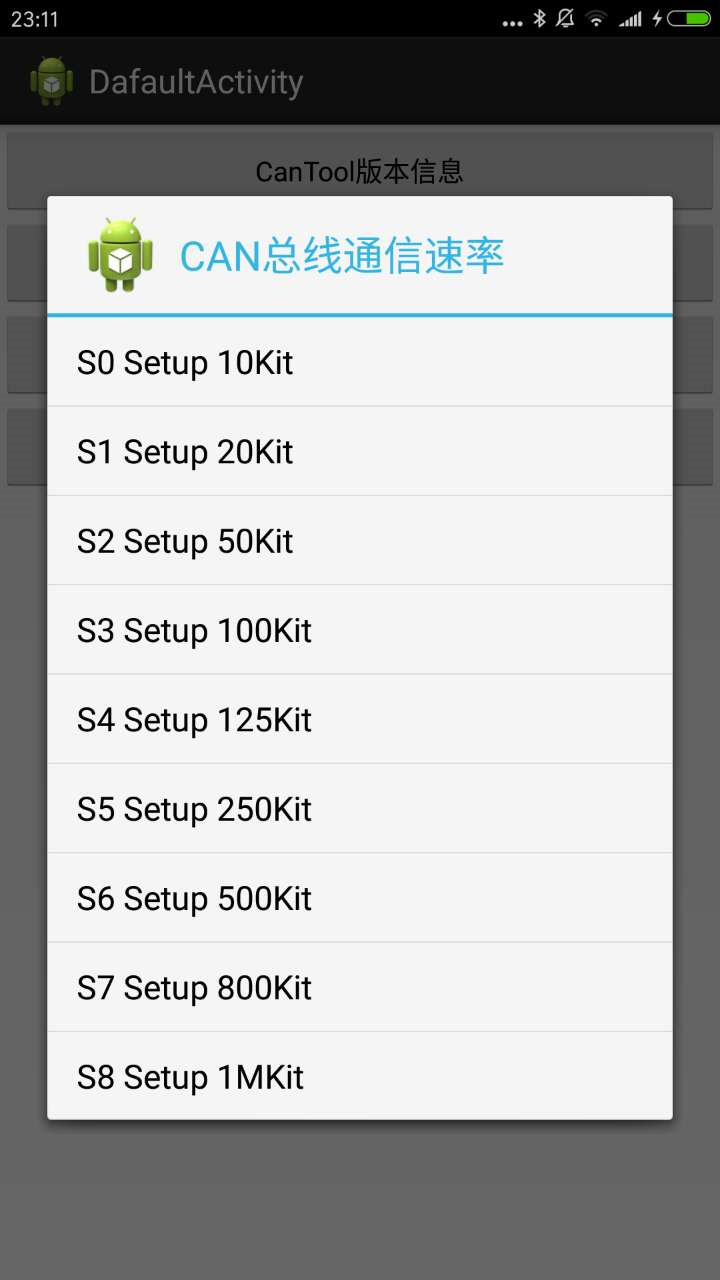 23:11
DafaultActivity
CanTool版本信息
CAN总线通信速率
S0 Setup 10Kit
S1 Setup 20Kit
S2 Setup 50Kit
S3 Setup 100Kit
S4 Setup 125Kit
S5 Setup 250Kit
S6 Setup 500Kit
S7 Setup 800Kit
S8 Setup 1MKit